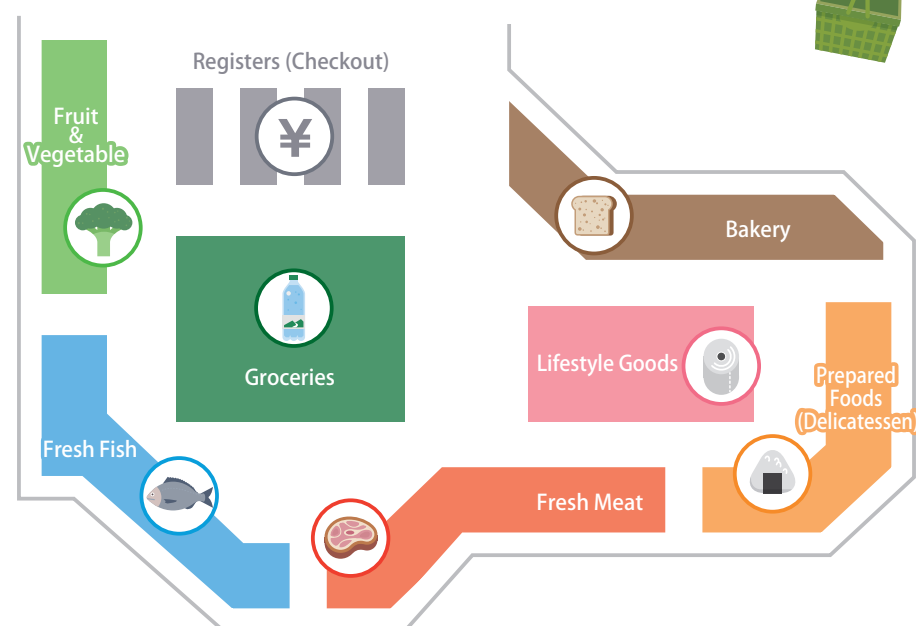 Registers (Checkout)
Fruit
&
Vegetable
¥
Bakery
Groceries
Lifestyle Goods
Prepared
Foods
(Delicatessen)
Fresh Fish
Fresh Meat